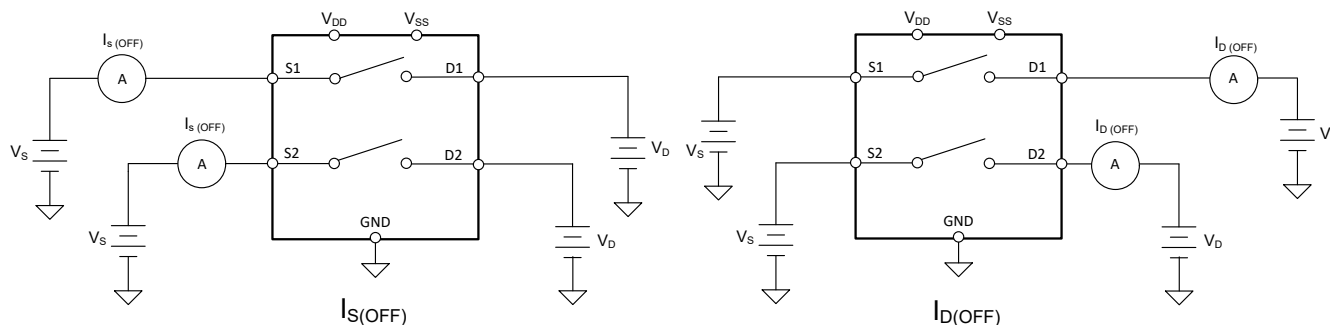 VDD VSS
IS (OFF)
A
S1 D1
Is (OFF)
VS
A
S2 D2
VD
VS
GND
VD
IS(OFF)
VDD VSS
ID (OFF)
S1 D1
A
ID (OFF)
VS
V
S2 D2
A
VS
GND
VD
ID(OFF)